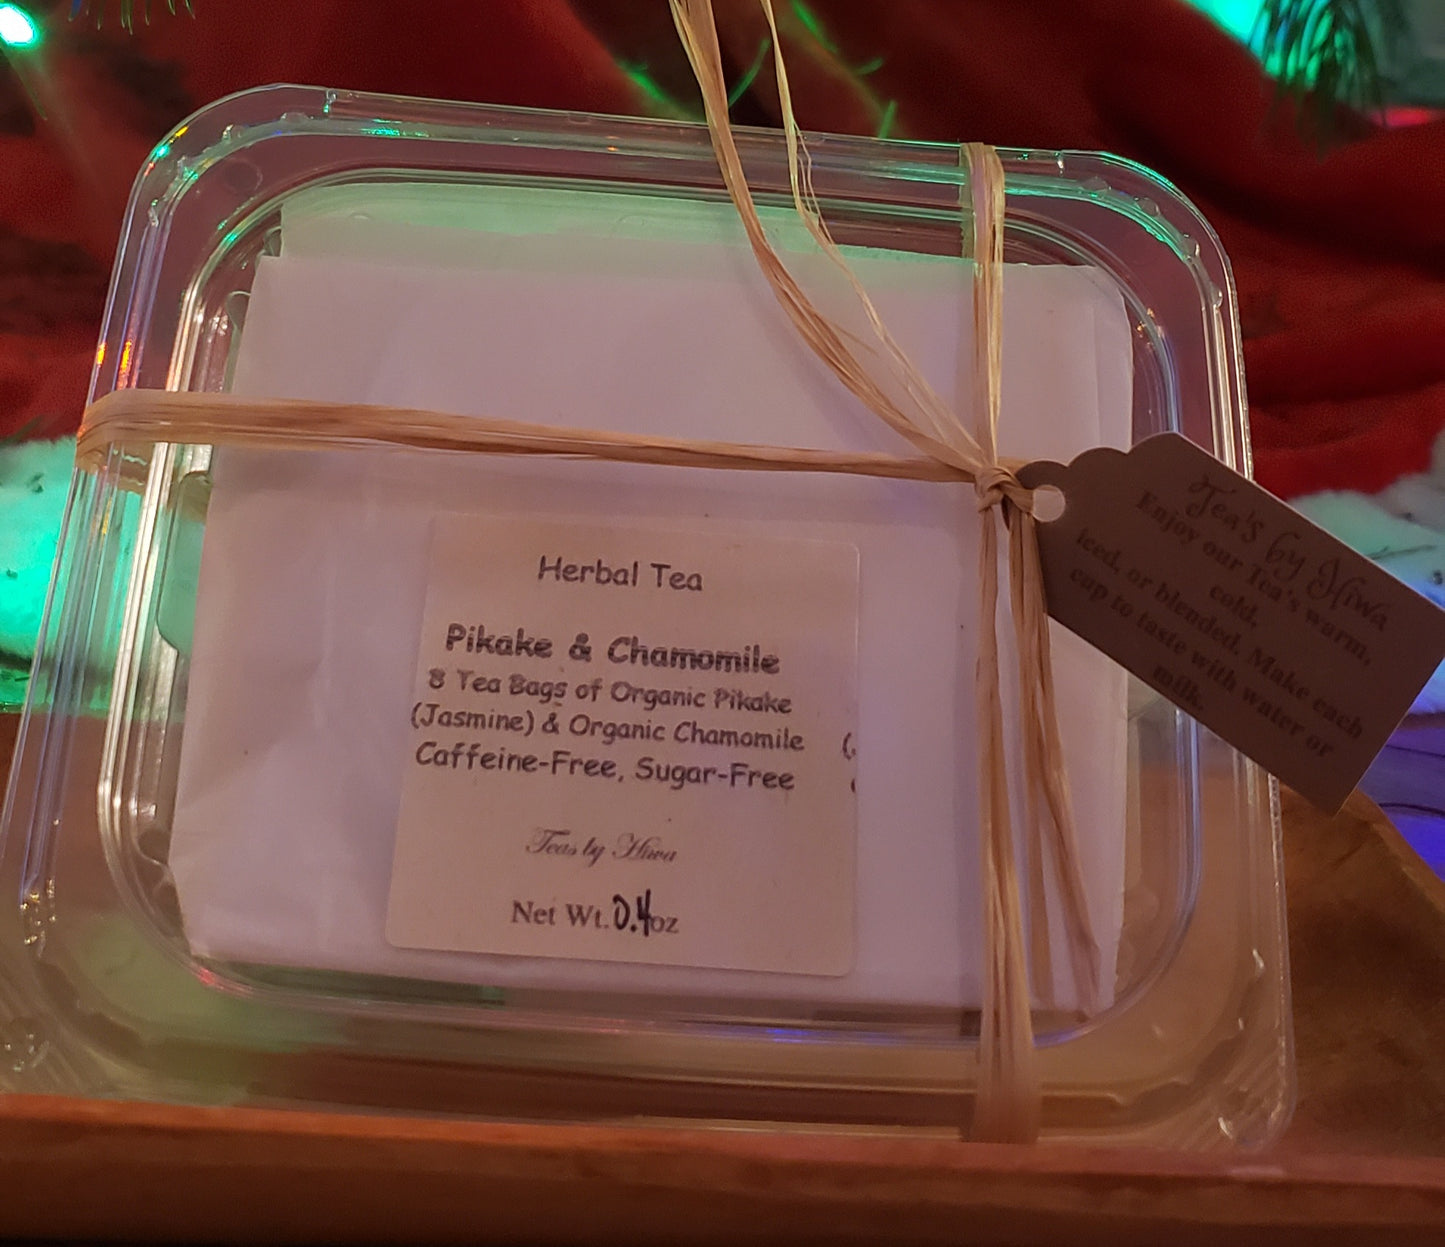 Herbal Tea
Pikake & Chamomile
8 Tea Bags of Organic Pikake
(Jasmine) & Organic Chamomile
Caffeine-Free, Sugar-Free
Teas by Hiwa
Net Wt. 0.4oz
Tea's by Hiwa
Enjoy our Tea's warm,
cold,
iced, or blended. Make each
cup to taste with water or
milk.